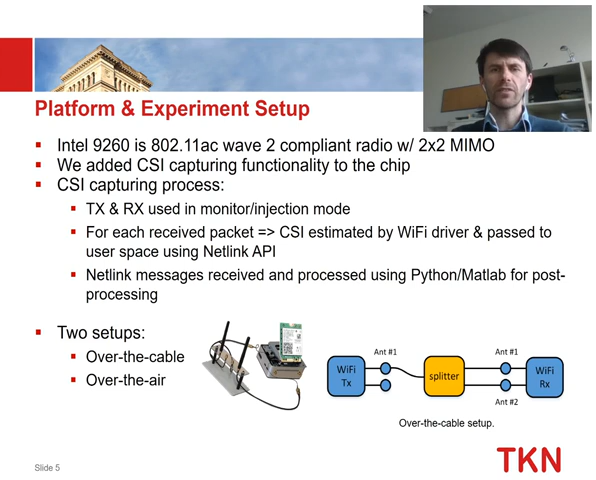 Platform & Experiment Setup
Intel 9260 is 802.11ac wave 2 compliant radio w/ 2x2 MIMO
We added CSI capturing functionality to the chip
CSI capturing process:
TX & RX used in monitor/injection mode
For each received packet => CSI estimated by WiFi driver & passed to
user space using Netlink API
Netlink messages received and processed using Python/Matlab for post-
processing
Two setups:
Over-the-cable
Over-the-air
Ant #1
Ant #1
WiFi
Tx
splitter
WiFi
Rx
Ant #2
Over-the-cable setup.
Slide 5
TKN